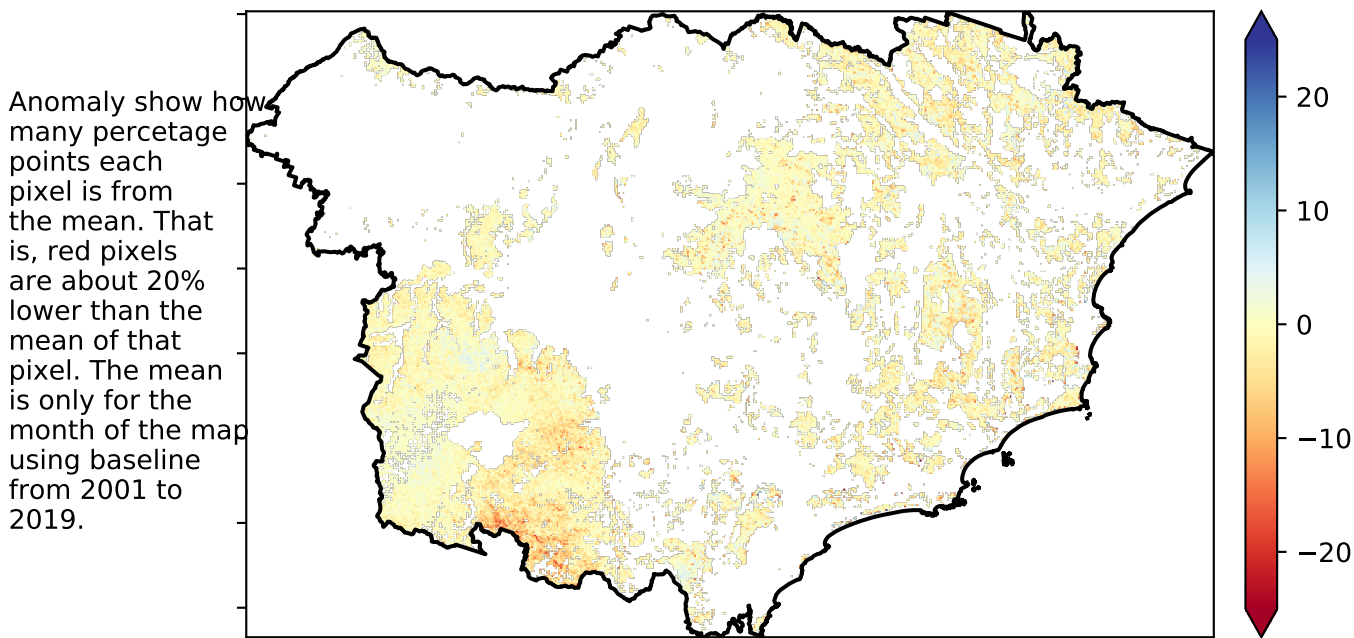 Anomaly show how
many percetage
points each
pixel is from
the mean. That
is, red pixels
are about 20%
lower than the
mean of that
pixel. The mean
is only for the
month of the map
using baseline
from 2001 to
2019.
20
10
0
−10
−20